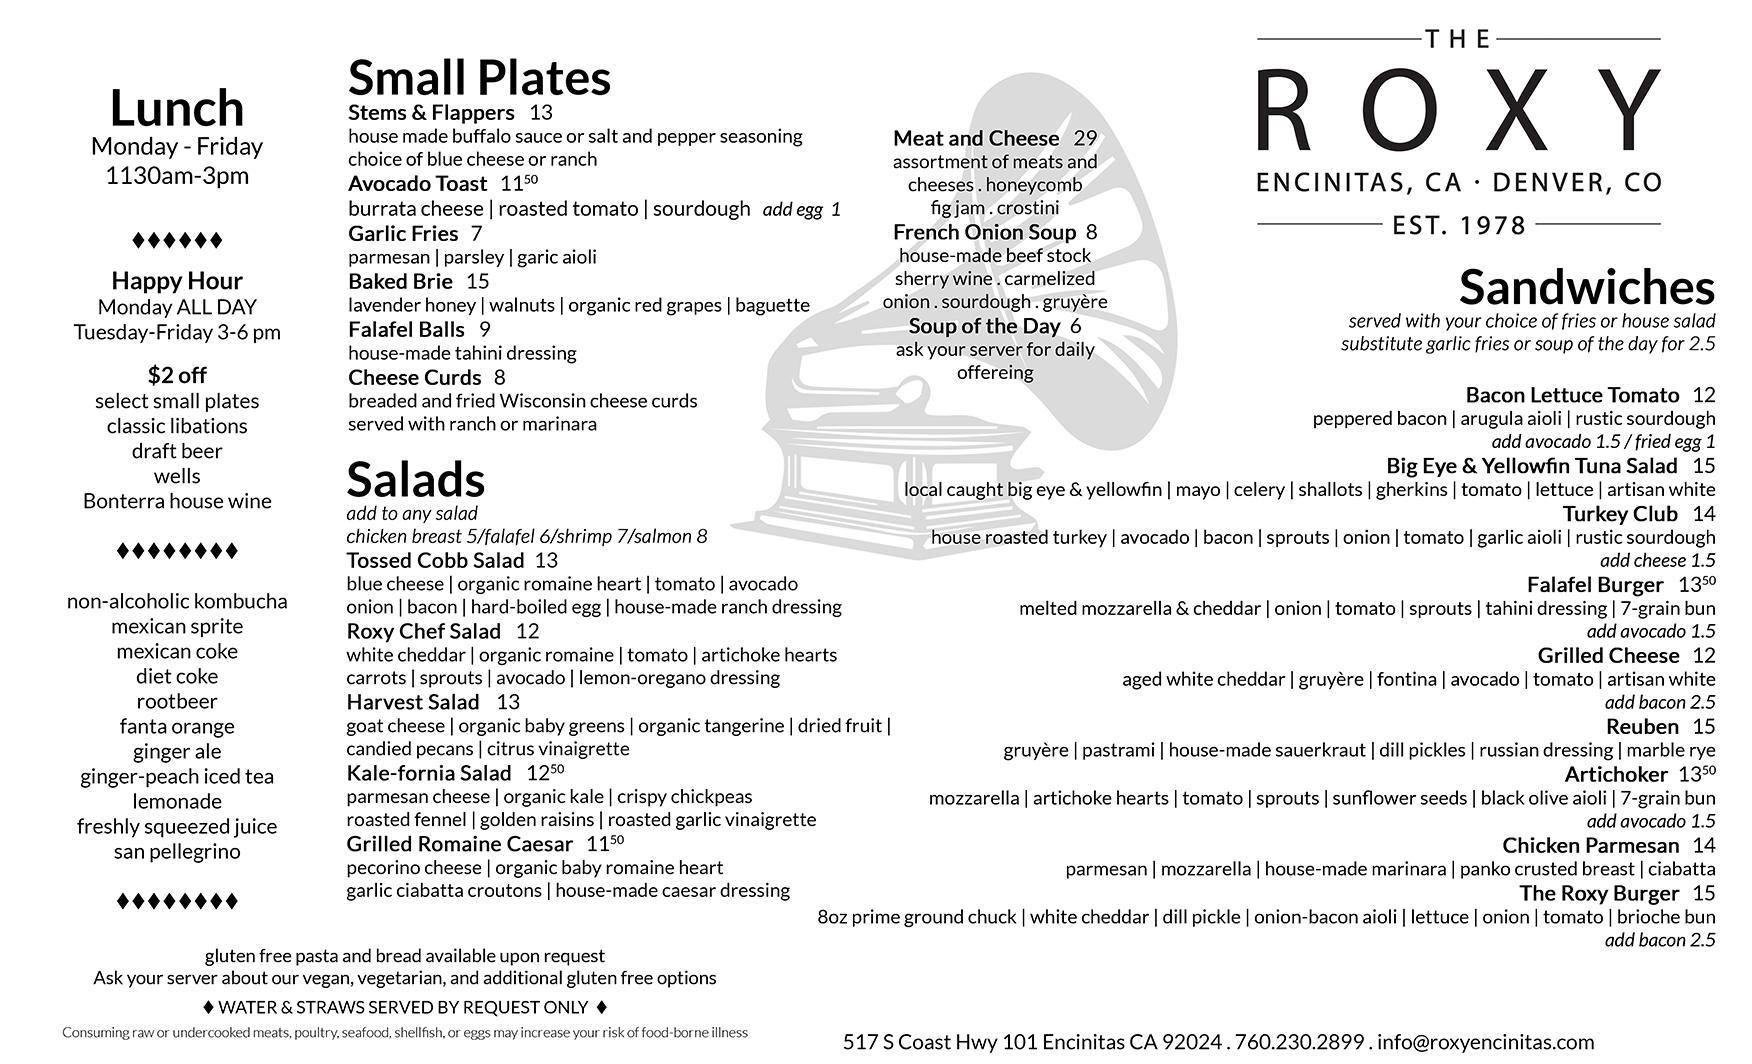 Lunch
Monday - Friday
1130am-3pm
♦♦♦♦♦♦
Happy Hour
Monday ALL DAY
Tuesday-Friday 3-6 pm
$2 off
select small plates
classic libations
draft beer
wells
Bonterra house wine
♦♦♦♦♦♦♦♦
non-alcoholic kombucha
mexican sprite
mexican coke
diet coke
rootbeer
fanta orange
ginger ale
ginger-peach iced tea
lemonade
freshly squeezed juice
san pellegrino
♦♦♦♦♦♦♦♦
Small Plates
Stems & Flappers 13
house made buffalo sauce or salt and pepper seasoning
choice of blue cheese or ranch
Avocado Toast 11⁵⁰
burrata cheese | roasted tomato | sourdough add egg 1
Garlic Fries 7
parmesan | parsley | garic aioli
Baked Brie 15
lavender honey | walnuts | organic red grapes | baguette
Falafel Balls 9
house-made tahini dressing
Cheese Curds 8
breaded and fried Wisconsin cheese curds
served with ranch or marinara
Meat and Cheese 29
assortment of meats and
cheeses . honeycomb
fig jam . crostini
French Onion Soup 8
house-made beef stock
sherry wine . carmelized
onion . sourdough . gruyère
Soup of the Day 6
ask your server for daily
offereing
Salads
add to any salad
chicken breast 5/falafel 6/shrimp 7/salmon 8
Tossed Cobb Salad 13
blue cheese | organic romaine heart | tomato | avocado
onion | bacon | hard-boiled egg | house-made ranch dressing
Roxy Chef Salad 12
white cheddar | organic romaine | tomato | artichoke hearts
carrots | sprouts | avocado | lemon-oregano dressing
Harvest Salad 13
goat cheese | organic baby greens | organic tangerine | dried fruit |
candied pecans | citrus vinaigrette
Kale-fornia Salad 12⁵⁰
parmesan cheese | organic kale | crispy chickpeas
roasted fennel | golden raisins | roasted garlic vinaigrette
Grilled Romaine Caesar 11⁵⁰
pecorino cheese | organic baby romaine heart
garlic ciabatta croutons | house-made caesar dressing
THE
ROXY
ENCINITAS, CA · DENVER, CO
EST. 1978
Sandwiches
served with your choice of fries or house salad
substitute garlic fries or soup of the day for 2.5
Bacon Lettuce Tomato 12
peppered bacon | arugula aioli | rustic sourdough
add avocado 1.5 / fried egg 1
Big Eye & Yellowfin Tuna Salad 15
local caught big eye & yellowfin | mayo | celery | shallots | gherkins | tomato | lettuce | artisan white
Turkey Club 14
house roasted turkey | avocado | bacon | sprouts | onion | tomato | garlic aioli | rustic sourdough
add cheese 1.5
Falafel Burger 13⁵⁰
melted mozzarella & cheddar | onion | tomato | sprouts | tahini dressing | 7-grain bun
add avocado 1.5
Grilled Cheese 12
aged white cheddar | gruyère | fontina | avocado | tomato | artisan white
add bacon 2.5
Reuben 15
gruyère | pastrami | house-made sauerkraut | dill pickles | russian dressing | marble rye
Artichoker 13⁵⁰
mozzarella | artichoke hearts | tomato | sprouts | sunflower seeds | black olive aioli | 7-grain bun
add avocado 1.5
Chicken Parmesan 14
parmesan | mozzarella | house-made marinara | panko crusted breast | ciabatta
The Roxy Burger 15
8oz prime ground chuck | white cheddar | dill pickle | onion-bacon aioli | lettuce | onion | tomato | brioche bun
add bacon 2.5
gluten free pasta and bread available upon request
Ask your server about our vegan, vegetarian, and additional gluten free options
♦ WATER & STRAWS SERVED BY REQUEST ONLY ♦
Consuming raw or undercooked meats, poultry, seafood, shellfish, or eggs may increase your risk of food-borne illness
517 S Coast Hwy 101 Encinitas CA 92024 . 760.230.2899 . info@roxyencinitas.com